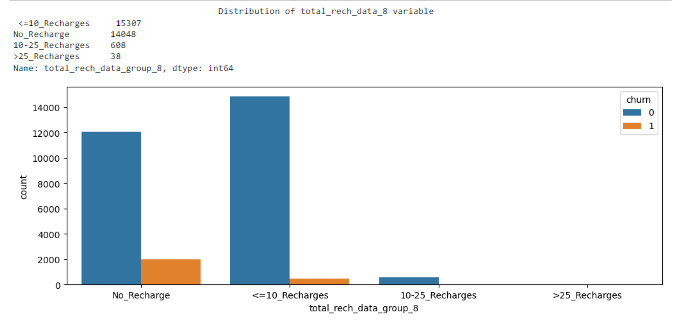 Distribution of total_rech_data_8 variable
<=10_Recharges 15307
No_Recharge 14048
10-25_Recharges 608
>25_Recharges 38
Name: total_rech_data_group_8, dtype: int64
churn
0
1
14000
12000
10000
8000
6000
4000
2000
0
count
No_Recharge <=10_Recharges 10-25_Recharges >25_Recharges
total_rech_data_group_8